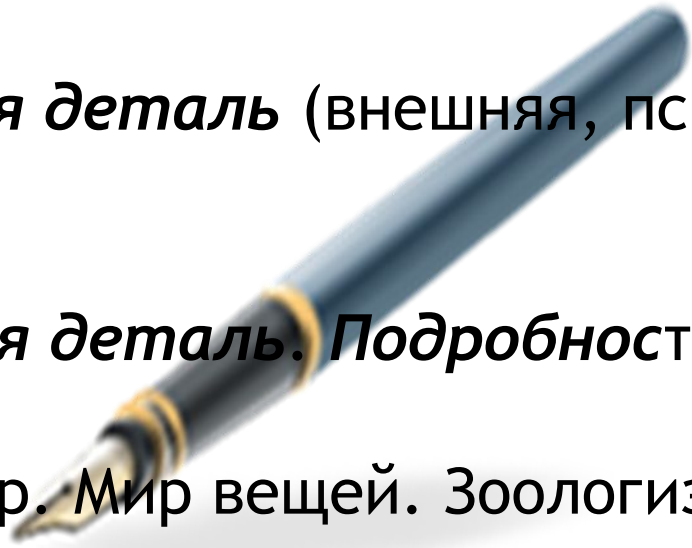 я деталь (внешняя, пс
я деталь. Подробност
р. Мир вещей. Зоологиз